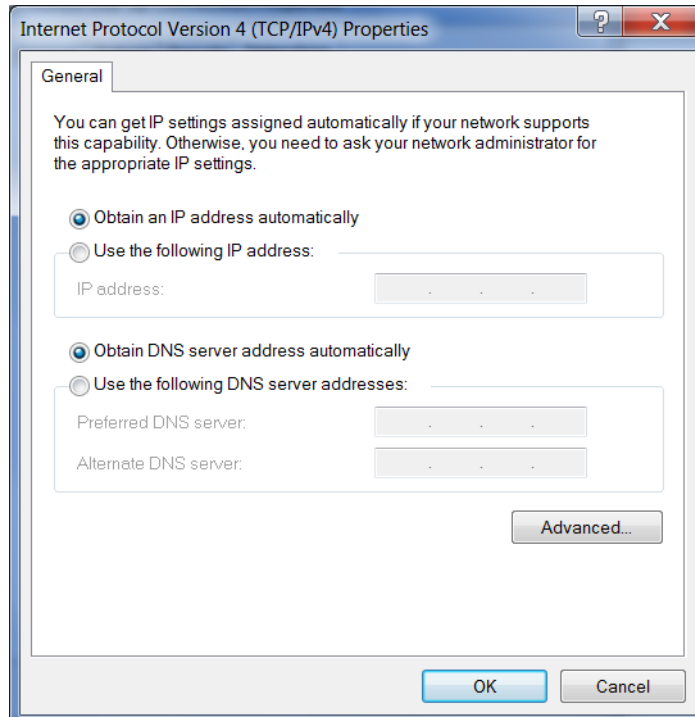 Internet Protocol Version 4 (TCP/IPv4) Properties
?
X
General
You can get IP settings assigned automatically if your network supports
this capability. Otherwise, you need to ask your network administrator for
the appropriate IP settings.
Obtain an IP address automatically
Use the following IP address:
IP address: . . .
Obtain DNS server address automatically
Use the following DNS server addresses:
Preferred DNS server: . . .
Alternate DNS server: . . .
Advanced...
OK Cancel